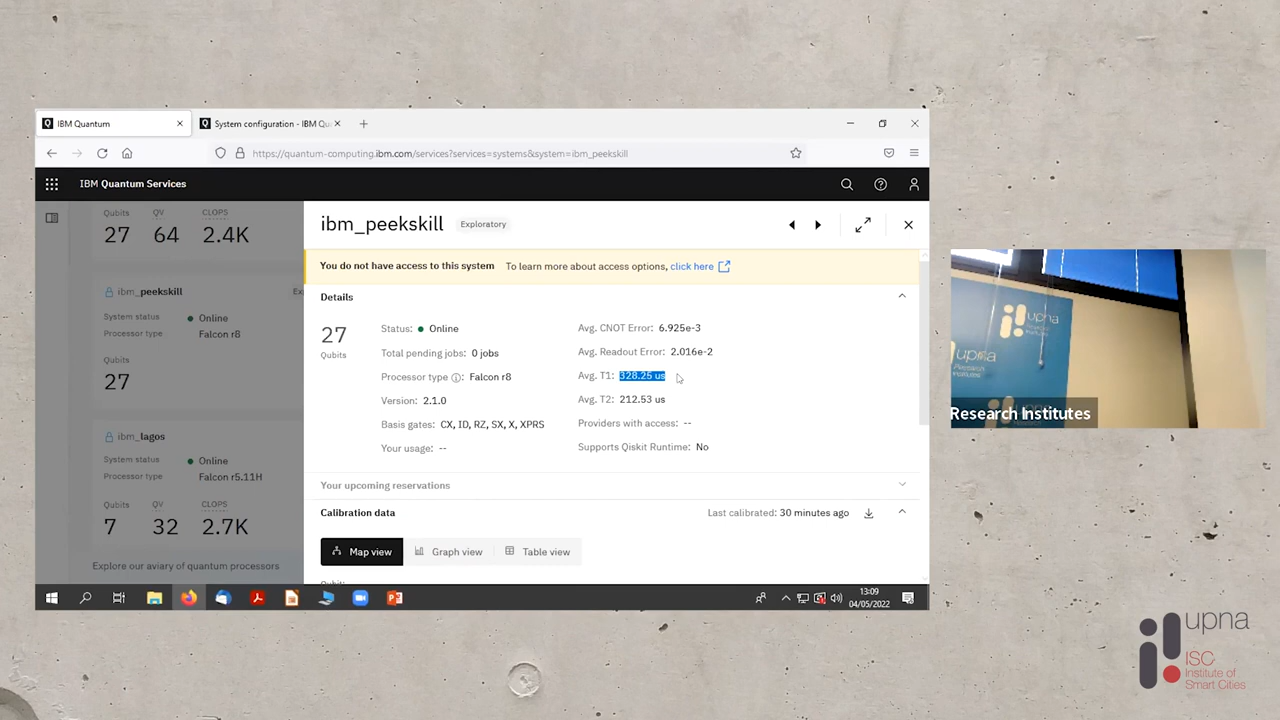 IBM Quantum
System configuration - IBM Qu
https://quantum-computing.ibm.com/services?services=systems&system=ibm_peekskill
IBM Quantum Services
Qubits QV CLOPS
27 64 2.4K
ibm_peekskill Ex
System status Online
Processor type Falcon r8
Qubits
27
ibm_lagos
System status Online
Processor type Falcon r5.11H
Qubits QV CLOPS
7 32 2.7K
Explore our aviary of quantum processors
ibm_peekskill Exploratory
You do not have access to this system To learn more about access options, click here
Details
27
Qubits
Status: Online
Total pending jobs: 0 jobs
Processor type Falcon r8
Version: 2.1.0
Basis gates: CX, ID, RZ, SX, X, XPRS
Your usage: --
Avg. CNOT Error: 6.925e-3
Avg. Readout Error: 2.016e-2
Avg. T1: 328.25 us
Avg. T2: 212.53 us
Providers with access: --
Supports Qiskit Runtime: No
Your upcoming reservations
Calibration data Last calibrated: 30 minutes ago
Map view Graph view Table view
Qubit:
13:09
04/05/2022
upna
upna
Research
Institutes
Research Institutes
upna
ISC
Institute of
Smart Cities